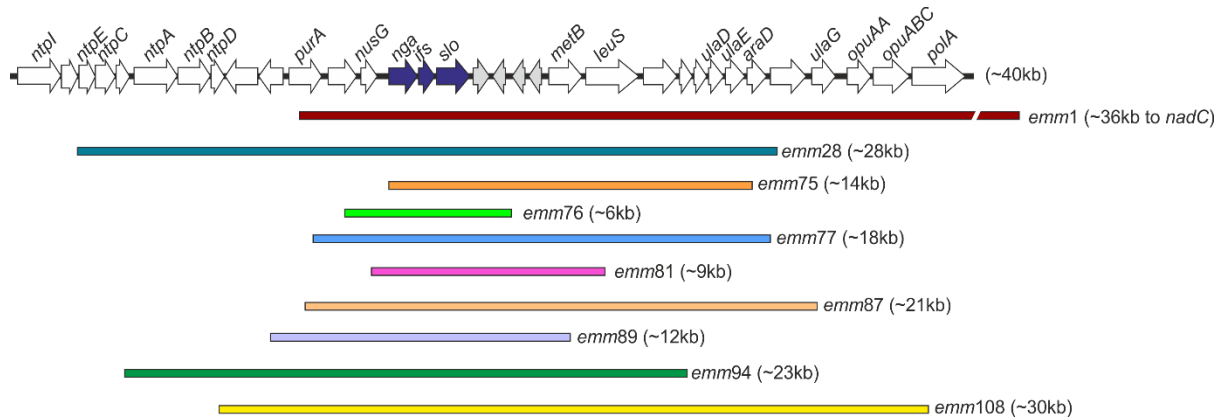 ntpI ntpE ntpC ntpA ntpB ntpD purA nusG nga ifs slo metB leuS ulaD ulaE araD ulaG opuAA opuABC polA
(~40kb)
emm1 (~36kb to nadC)
emm28 (~28kb)
emm75 (~14kb)
emm76 (~6kb)
emm77 (~18kb)
emm81 (~9kb)
emm87 (~21kb)
emm89 (~12kb)
emm94 (~23kb)
emm108 (~30kb)